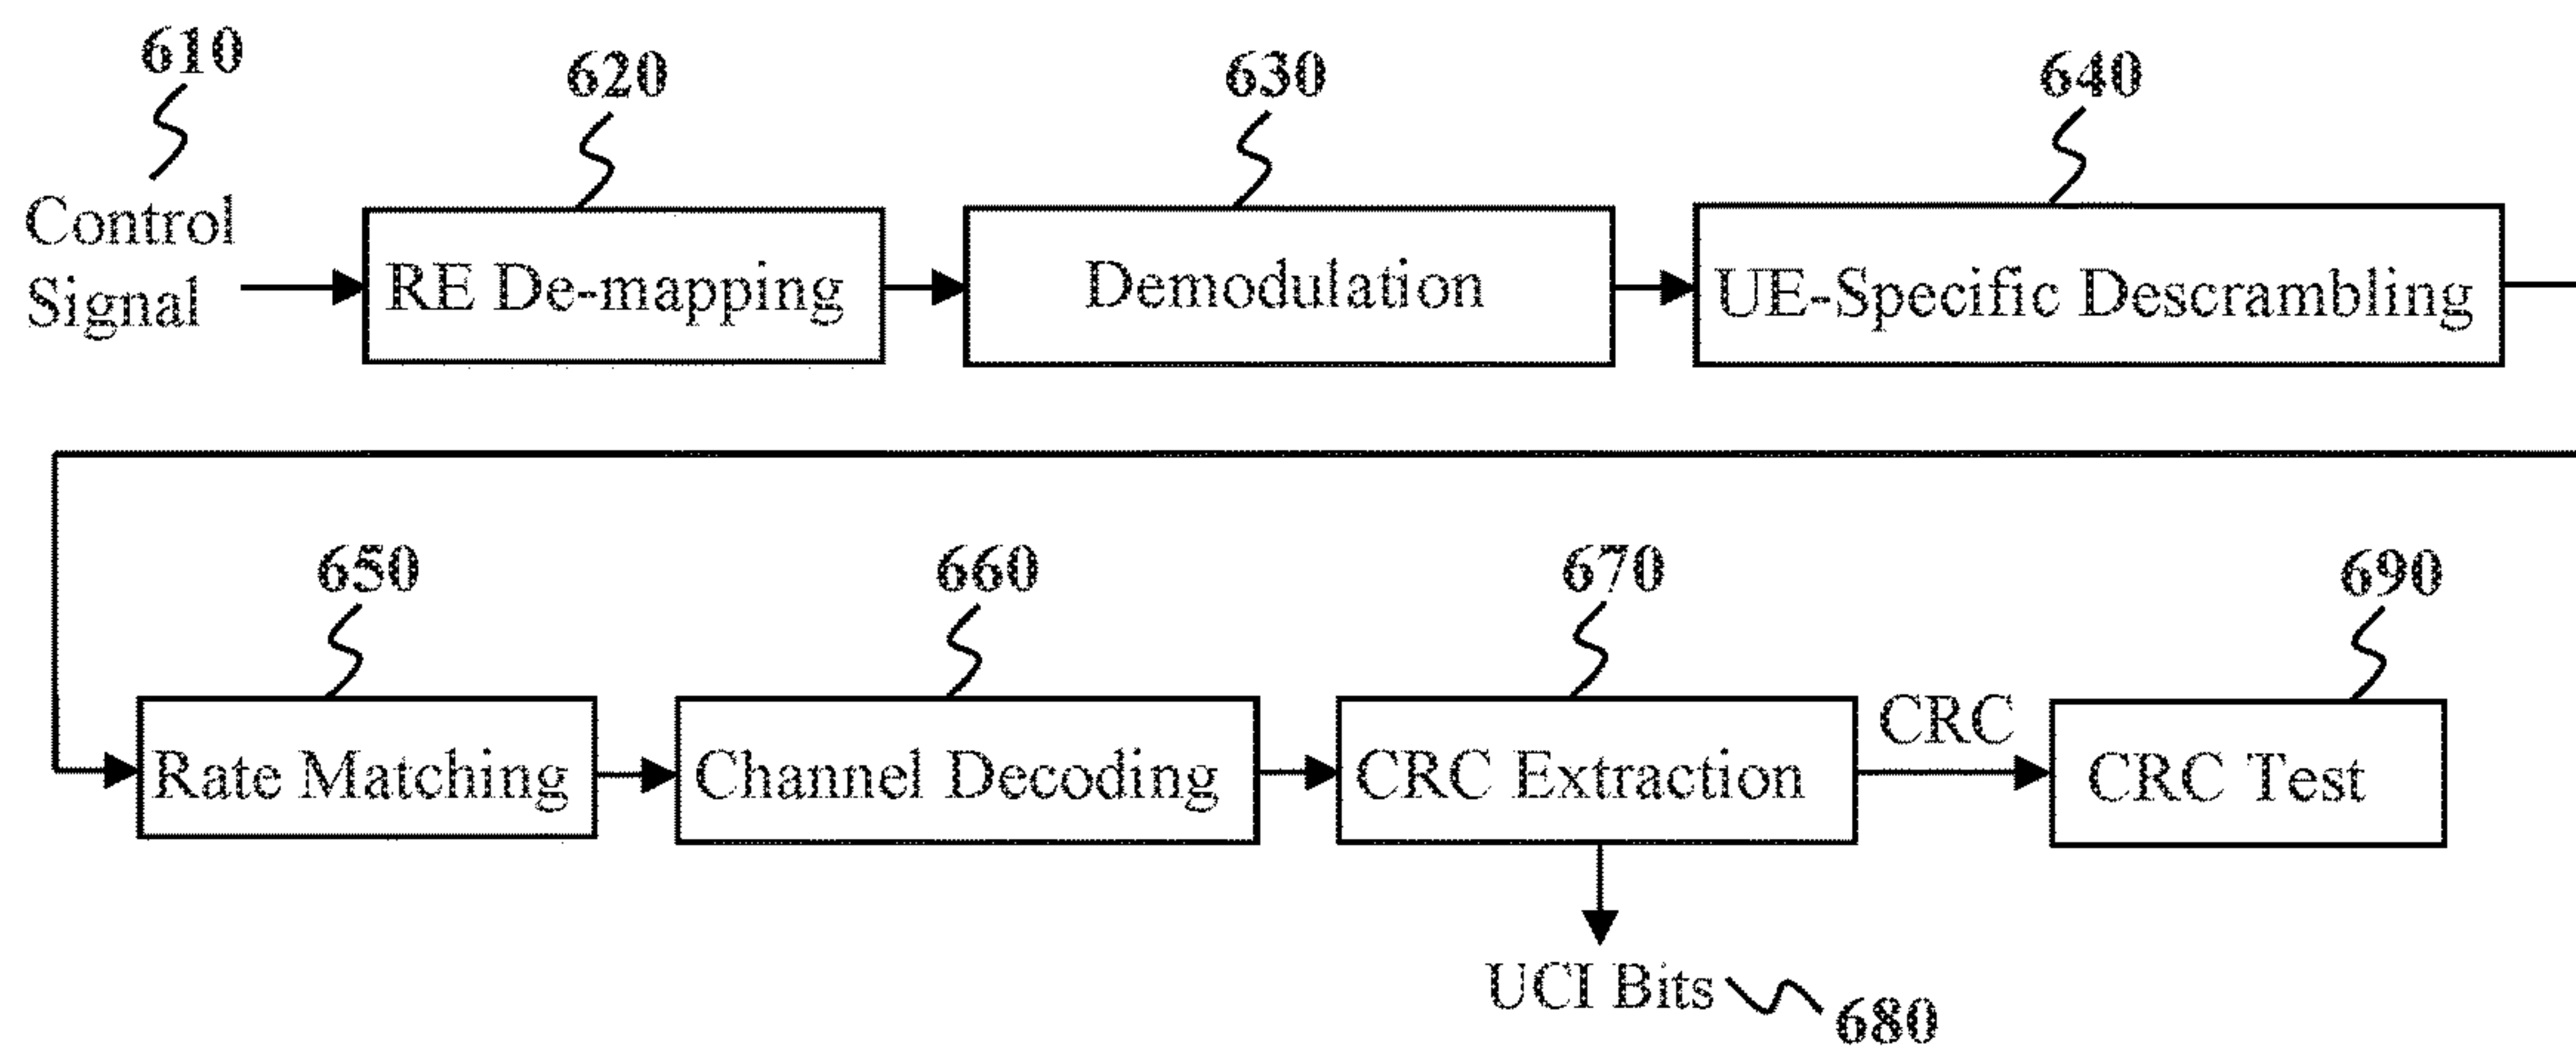 610
620
630
640
Control
Signal
RE De-mapping
Demodulation
UE-Specific Descrambling
650
660
670
690
Rate Matching
Channel Decoding
CRC Extraction
CRC
CRC Test
UCI Bits
680